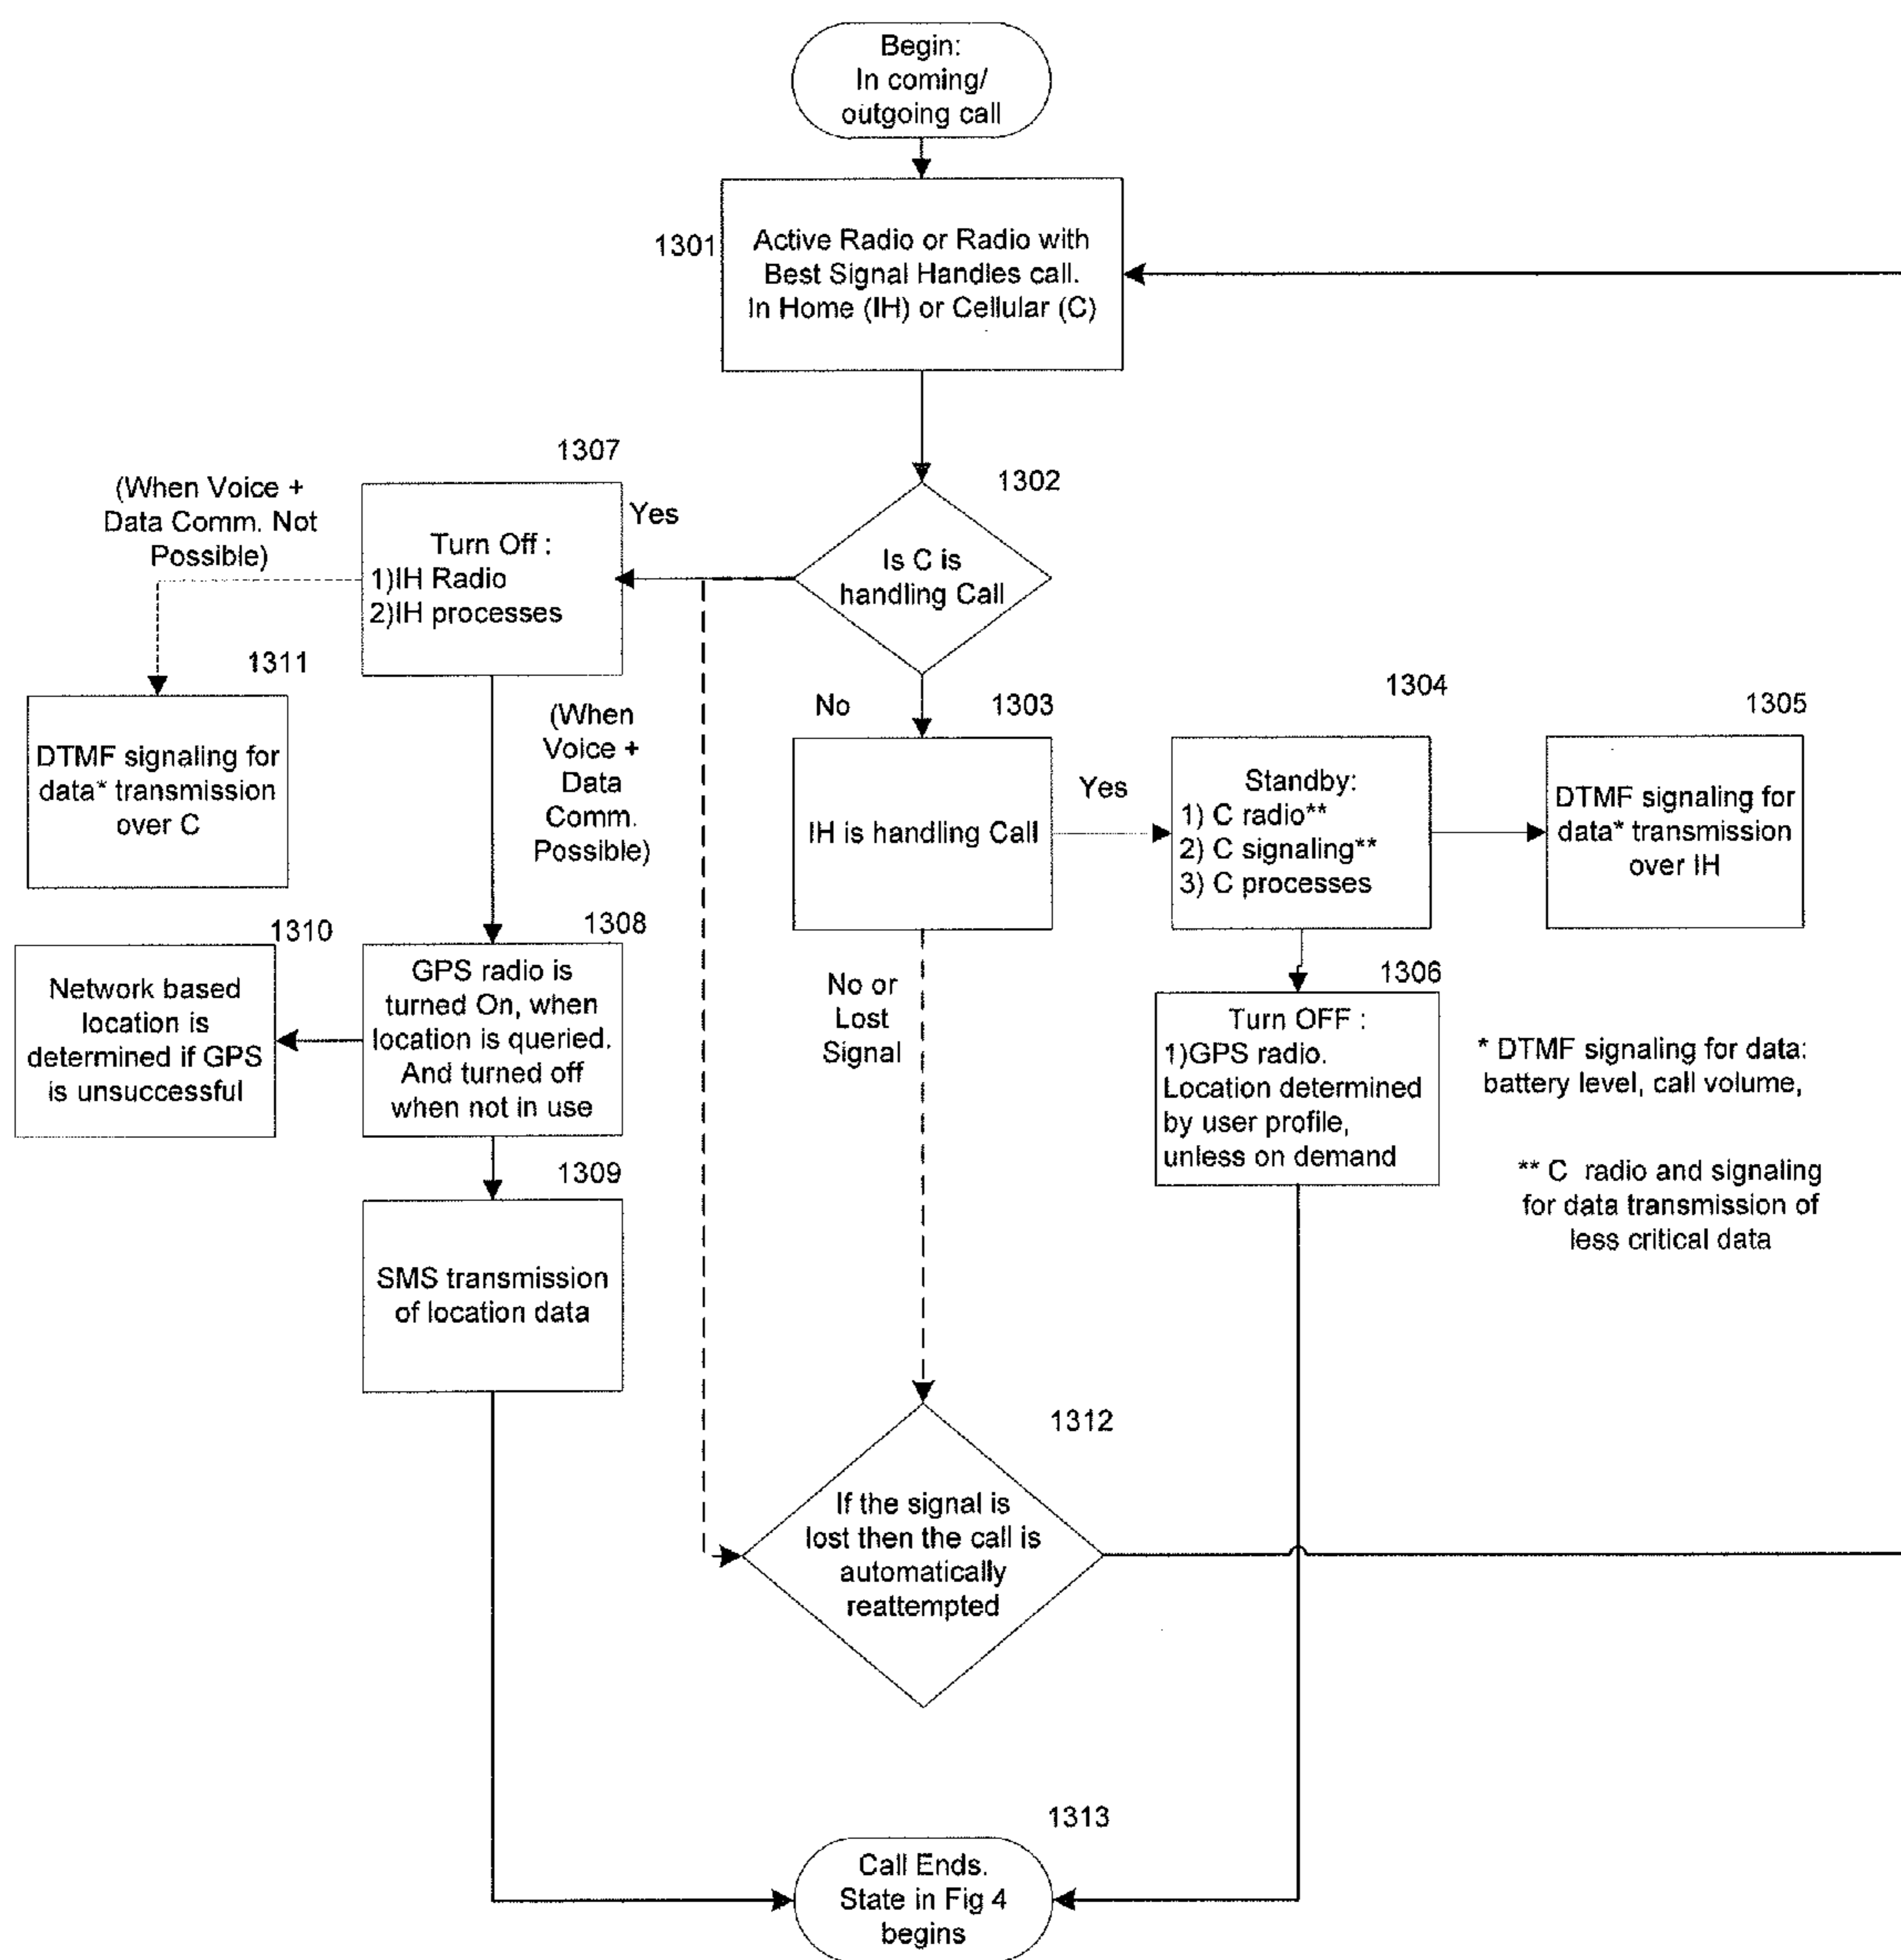 Begin:
In coming/
outgoing call
1301
Active Radio or Radio with
Best Signal Handles call.
In Home (IH) or Cellular (C)
1302
Is C is
handling Call
Yes
1307
Turn Off :
1)IH Radio
2)IH processes
(When Voice +
Data Comm. Not
Possible)
1311
DTMF signaling for
data* transmission
over C
(When
Voice +
Data
Comm.
Possible)
No
1303
IH is handling Call
Yes
1304
Standby:
1) C radio**
2) C signaling**
3) C processes
1305
DTMF signaling for
data* transmission
over IH
1310
Network based
location is
determined if GPS
is unsuccessful
1308
GPS radio is
turned On, when
location is queried.
And turned off
when not in use
No or
Lost
Signal
1306
Turn OFF :
1)GPS radio.
Location determined
by user profile,
unless on demand
* DTMF signaling for data:
battery level, call volume,
** C radio and signaling
for data transmission of
less critical data
1309
SMS transmission
of location data
1312
If the signal is
lost then the call is
automatically
reattempted
1313
Call Ends.
State in Fig 4
begins